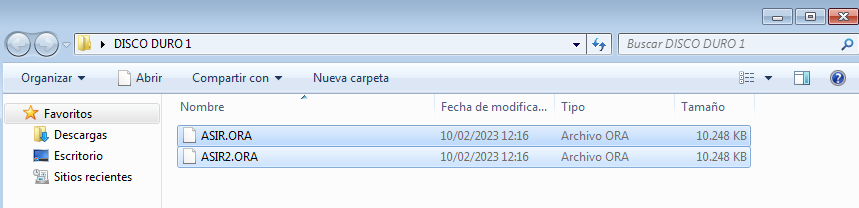 DISCO DURO 1
Buscar DISCO DURO 1
Organizar Abrir Compartir con Nueva carpeta
Favoritos
Descargas
Escritorio
Sitios recientes
Nombre Fecha de modifica... Tipo Tamaño
ASIR.ORA 10/02/2023 12:16 Archivo ORA 10.248 KB
ASIR2.ORA 10/02/2023 12:16 Archivo ORA 10.248 KB